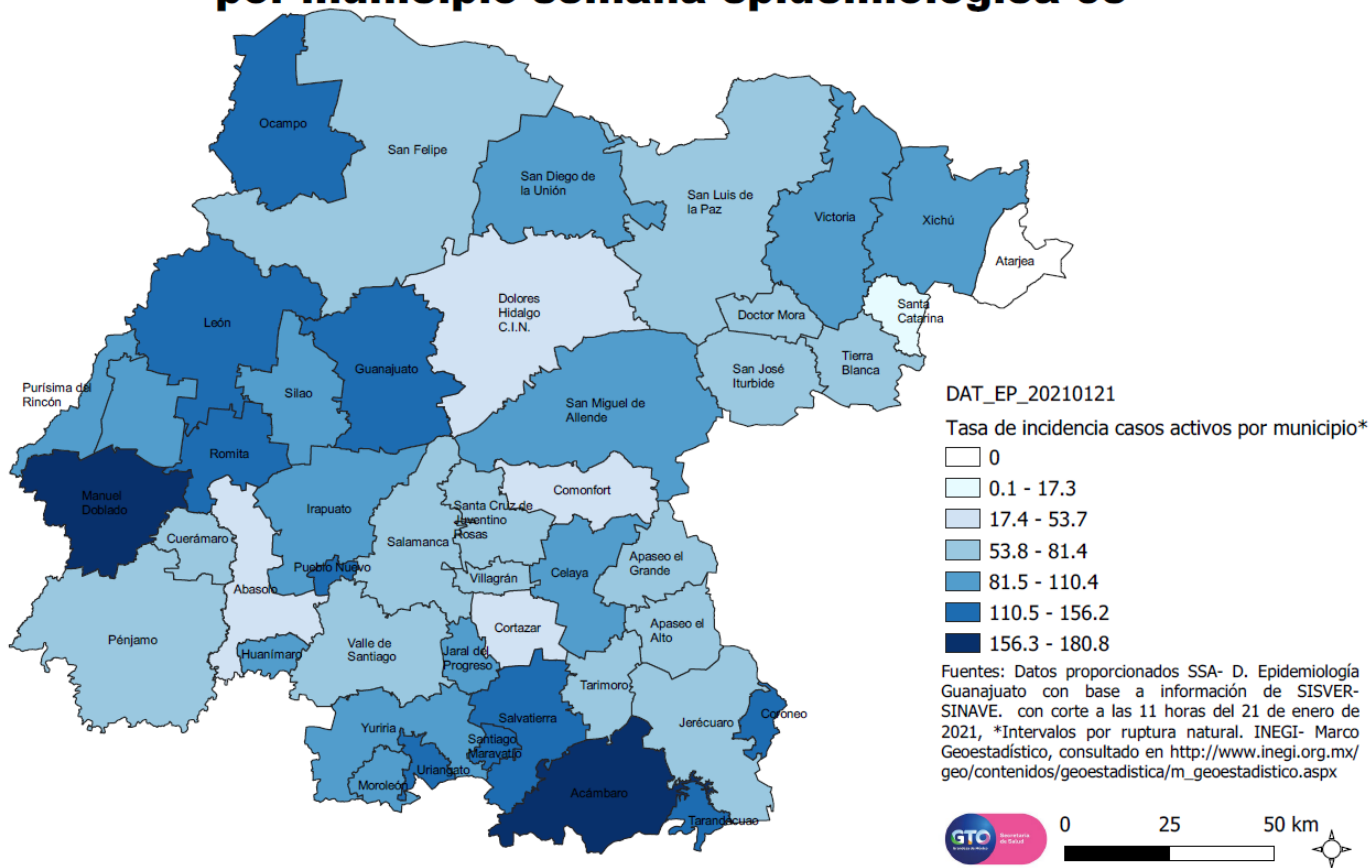 por municipio semana epidemiológica 03
Ocampo
San Felipe
San Diego de
la Unión
San Luis de
la Paz
Victoria
Xichú
Atarjea
Dolores
Hidalgo
C.I.N.
Santa
Catarina
Doctor Mora
León
Tierra
Blanca
San José
Iturbide
Guanajuato
Purísima del
Rincón
Silao
San Miguel de
Allende
Romita
Manuel
Doblado
Comonfort
Irapuato
Santa Cruz de
Juventino
Rosas
Cuerámaro
Salamanca
Apaseo el
Grande
Pueblo Nuevo
Villagrán
Celaya
Abasolo
Cortazar
Apaseo el
Alto
Pénjamo
Valle de
Santiago
Huanímaro
Jaral del
Progreso
Tarimoro
Salvatierra
Coroneo
Jerécuaro
Yuriria
Santiago
Maravatío
Uriangato
Moroleón
Acámbaro
Tarandacuao
DAT_EP_20210121
Tasa de incidencia casos activos por municipio*
0
0.1 - 17.3
17.4 - 53.7
53.8 - 81.4
81.5 - 110.4
110.5 - 156.2
156.3 - 180.8
Fuentes: Datos proporcionados SSA- D. Epidemiología
Guanajuato con base a información de SISVER-
SINAVE. con corte a las 11 horas del 21 de enero de
2021, *Intervalos por ruptura natural. INEGI- Marco
Geoestadístico, consultado en http://www.inegi.org.mx/
geo/contenidos/geoestadistica/m_geoestadistico.aspx
GTO
Secretaría
de Salud
0 25 50 km